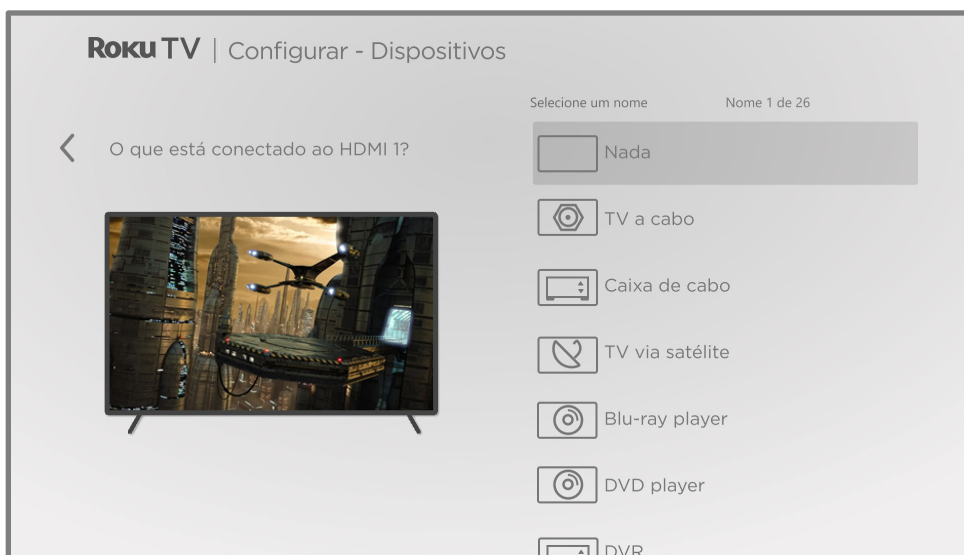 Roku TV | Configurar - Dispositivos
Selecione um nome
Nome 1 de 26
O que está conectado ao HDMI 1?
Nada
TV a cabo
Caixa de cabo
TV via satélite
Blu-ray player
DVD player
DVR